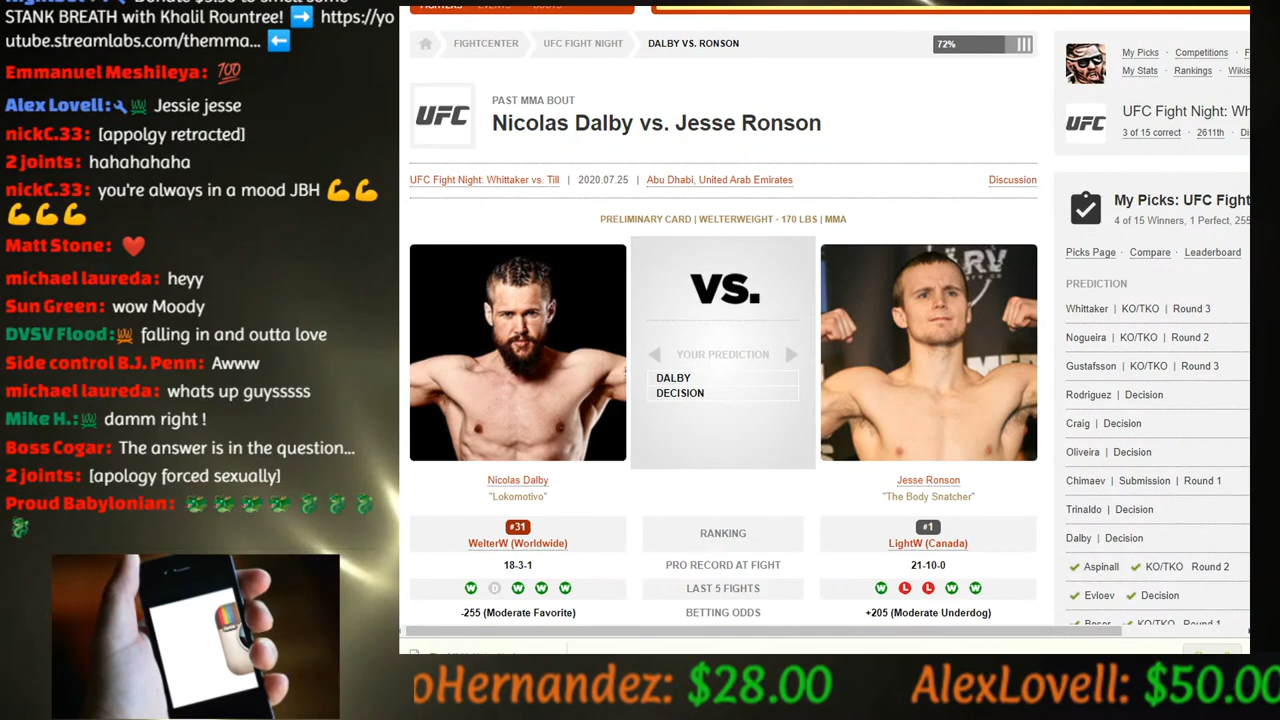 STANK BREATH with Khalil Rountree! ➡ https://yo
utube.streamlabs.com/themma... ⬅
Emmanuel Meshileya: 💯
Alex Lovell: Jessie jesse
nickC.33: [appolgy retracted]
2 joints: hahahahaha
nickC.33: you're always in a mood JBH 💪💪
💪💪💪
Matt Stone: ❤️
michael laureda: heyy
Sun Green: wow Moody
DVSV Flood: falling in and outta love
Side control B.J. Penn: Awww
michael laureda: whats up guysssss
Mike H.: damm right !
Boss Cogar: The answer is in the question...
2 joints: [apology forced sexually]
Proud Babylonian: 🐉🐉🐉🐉🐉🐉🐉
🐉
FIGHTCENTER
UFC FIGHT NIGHT
DALBY VS. RONSON
72%
UFC
PAST MMA BOUT
Nicolas Dalby vs. Jesse Ronson
UFC Fight Night: Whittaker vs. Till | 2020.07.25 | Abu Dhabi, United Arab Emirates
Discussion
PRELIMINARY CARD | WELTERWEIGHT · 170 LBS | MMA
VS.
YOUR PREDICTION
DALBY
DECISION
Nicolas Dalby
"Lokomotivo"
Jesse Ronson
"The Body Snatcher"
#31
WelterW (Worldwide)
RANKING
#1
LightW (Canada)
18-3-1
PRO RECORD AT FIGHT
21-10-0
W D W W W
LAST 5 FIGHTS
W L L W W
-255 (Moderate Favorite)
BETTING ODDS
+205 (Moderate Underdog)
My Picks · Competitions ·
My Stats · Rankings · Wikis
UFC
UFC Fight Night: Wh
3 of 15 correct · 2611th ·
My Picks: UFC Fight
4 of 15 Winners, 1 Perfect, 255
Picks Page · Compare · Leaderboard
PREDICTION
Whittaker | KO/TKO | Round 3
Nogueira | KO/TKO | Round 2
Gustafsson | KO/TKO | Round 3
Rodriguez | Decision
Craig | Decision
Oliveira | Decision
Chimaev | Submission | Round 1
Trinaldo | Decision
Dalby | Decision
Aspinall | KO/TKO Round 2
Evloev | Decision
oHernandez: $28.00
AlexLovell: $50.00